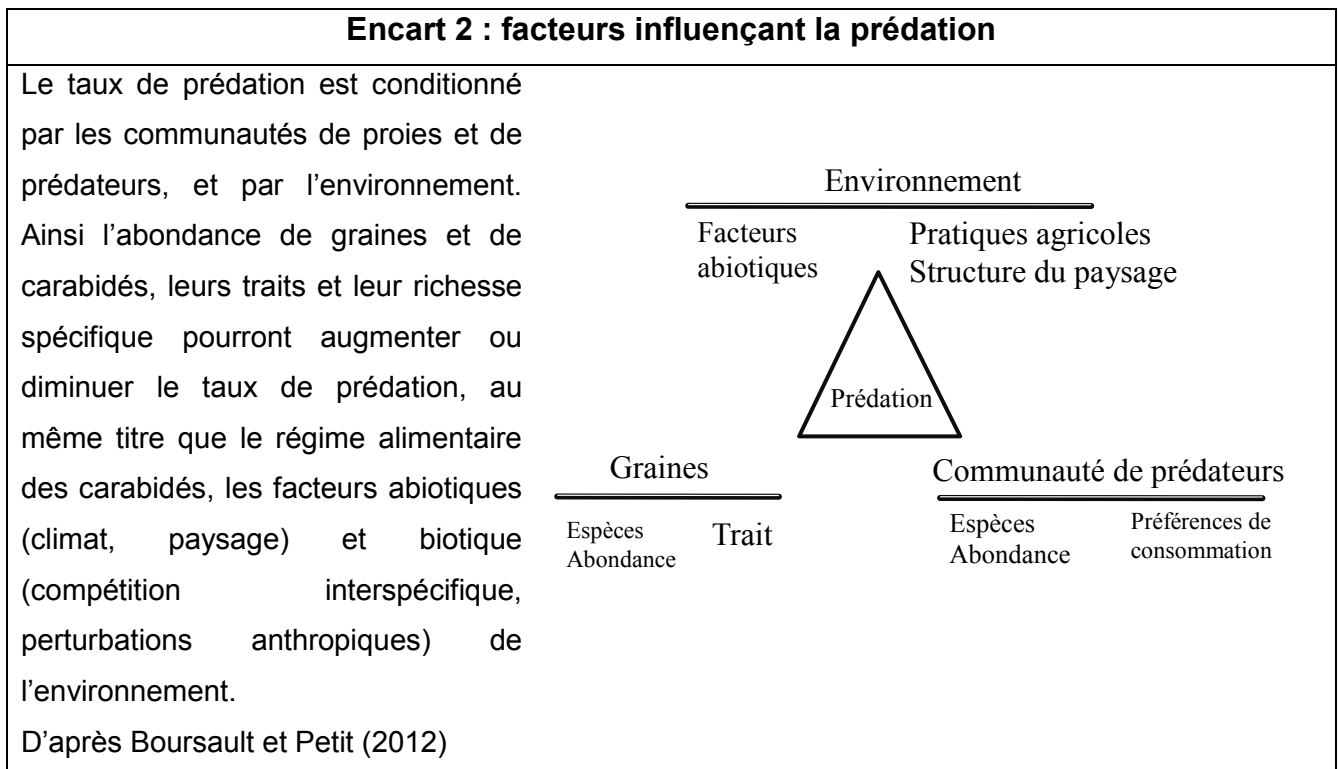 Encart 2 : facteurs influençant la prédation
Le taux de prédation est conditionné
par les communautés de proies et de
prédateurs, et par l’environnement.
Ainsi l’abondance de graines et de
carabidés, leurs traits et leur richesse
spécifique pourront augmenter ou
diminuer le taux de prédation, au
même titre que le régime alimentaire
des carabidés, les facteurs abiotiques
(climat, paysage) et biotique
(compétition interspécifique,
perturbations anthropiques) de
l’environnement.
D’après Boursault et Petit (2012)
Environnement
Facteurs
abiotiques
Pratiques agricoles
Structure du paysage
Prédation
Graines
Espèces
Abondance
Trait
Communauté de prédateurs
Espèces
Abondance
Préférences de
consommation